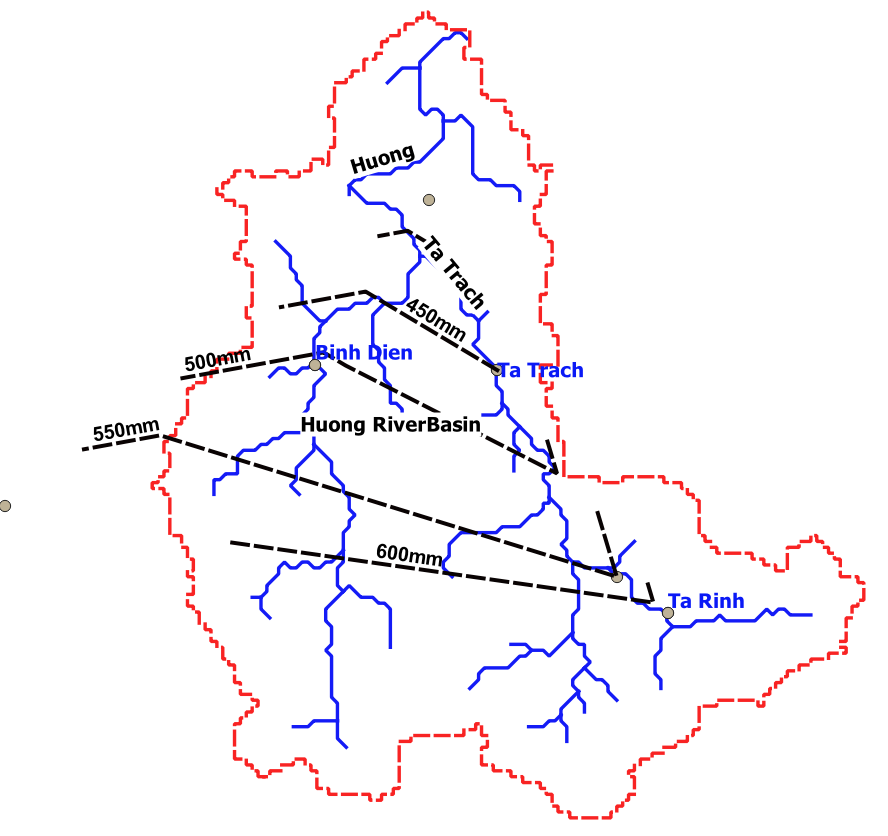 Huong
Ta Trach
450mm
500mm
Binh Dien
Ta Trach
550mm
Huong RiverBasin
600mm
Ta Rinh